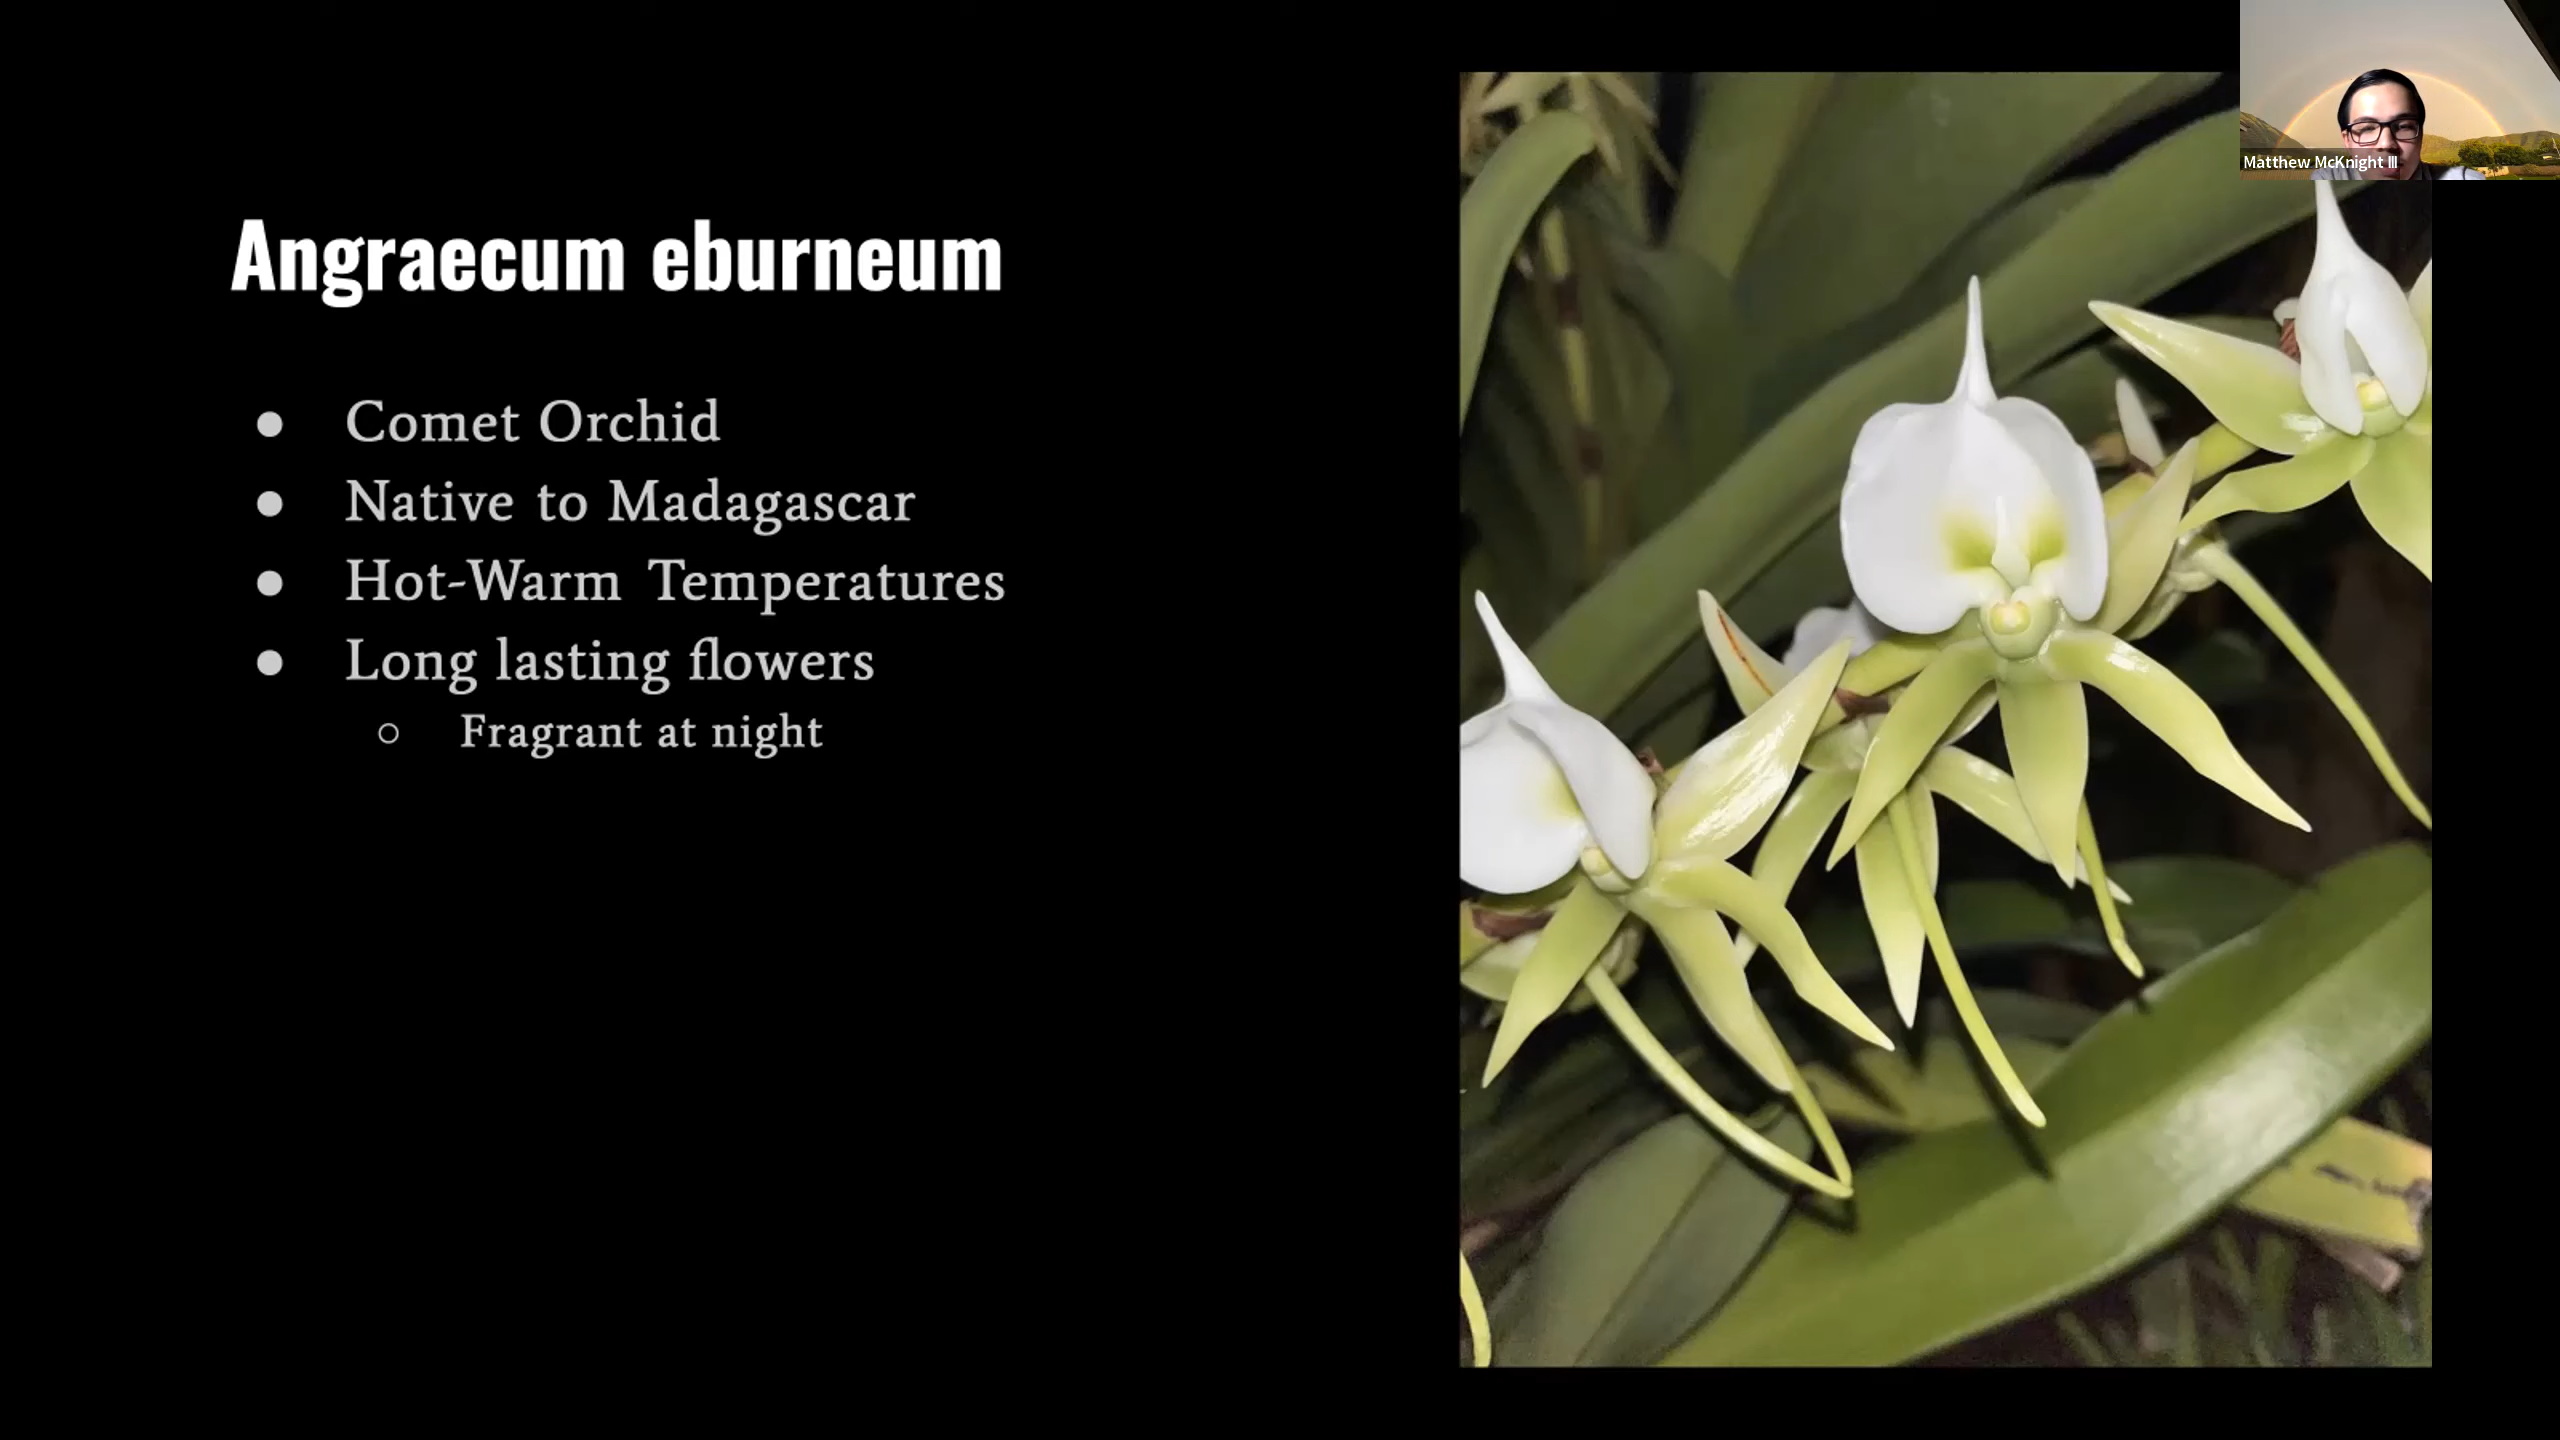 Matthew McKnight III
Angraecum eburneum
● Comet Orchid
● Native to Madagascar
● Hot-Warm Temperatures
● Long lasting flowers
○ Fragrant at night